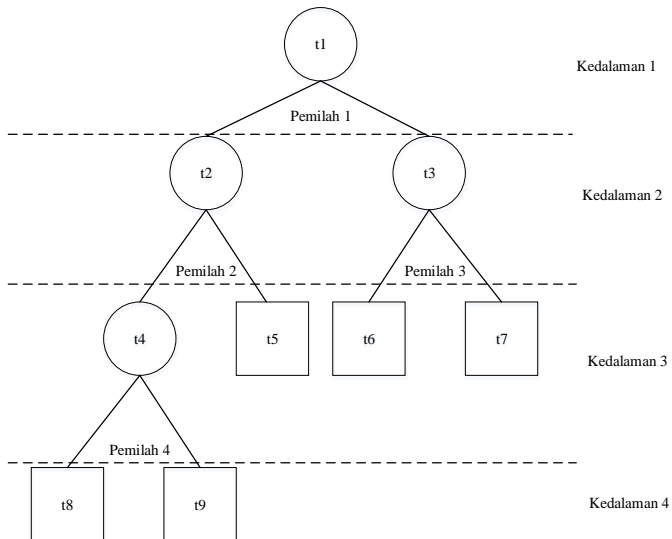 t1
Kedalaman 1
Pemilah 1
t2
t3
Kedalaman 2
Pemilah 2
Pemilah 3
t4
t5
t6
t7
Kedalaman 3
Pemilah 4
t8
t9
Kedalaman 4